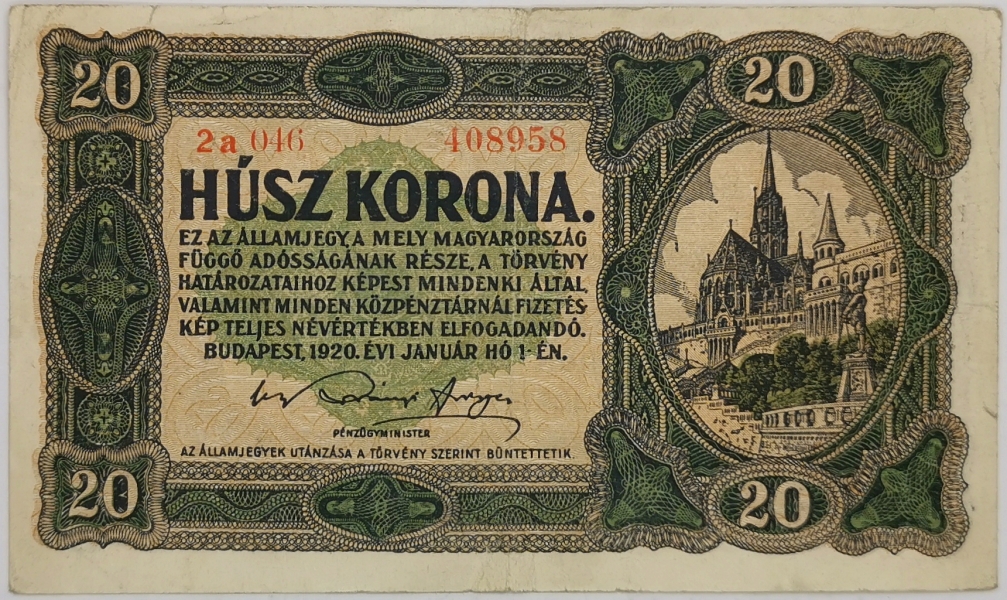 20
20
2a 046 408958
HÚSZ KORONA.
EZ AZ ÁLLAMJEGY, A MELY MAGYARORSZÁG
FÜGGŐ ADÓSSÁGÁNAK RÉSZE, A TÖRVÉNY
HATÁROZATAIHOZ KÉPEST MINDENKI ÁLTAL,
VALAMINT MINDEN KÖZPÉNZTÁRNÁL FIZETÉS-
KÉP TELJES NÉVÉRTÉKBEN ELFOGADANDÓ.
BUDAPEST, 1920. ÉVI JANUÁR HÓ 1-ÉN.
PÉNZÜGYMINISTER
AZ ÁLLAMJEGYEK UTÁNZÁSA A TÖRVÉNY SZERINT BÜNTETTETIK.
20
20